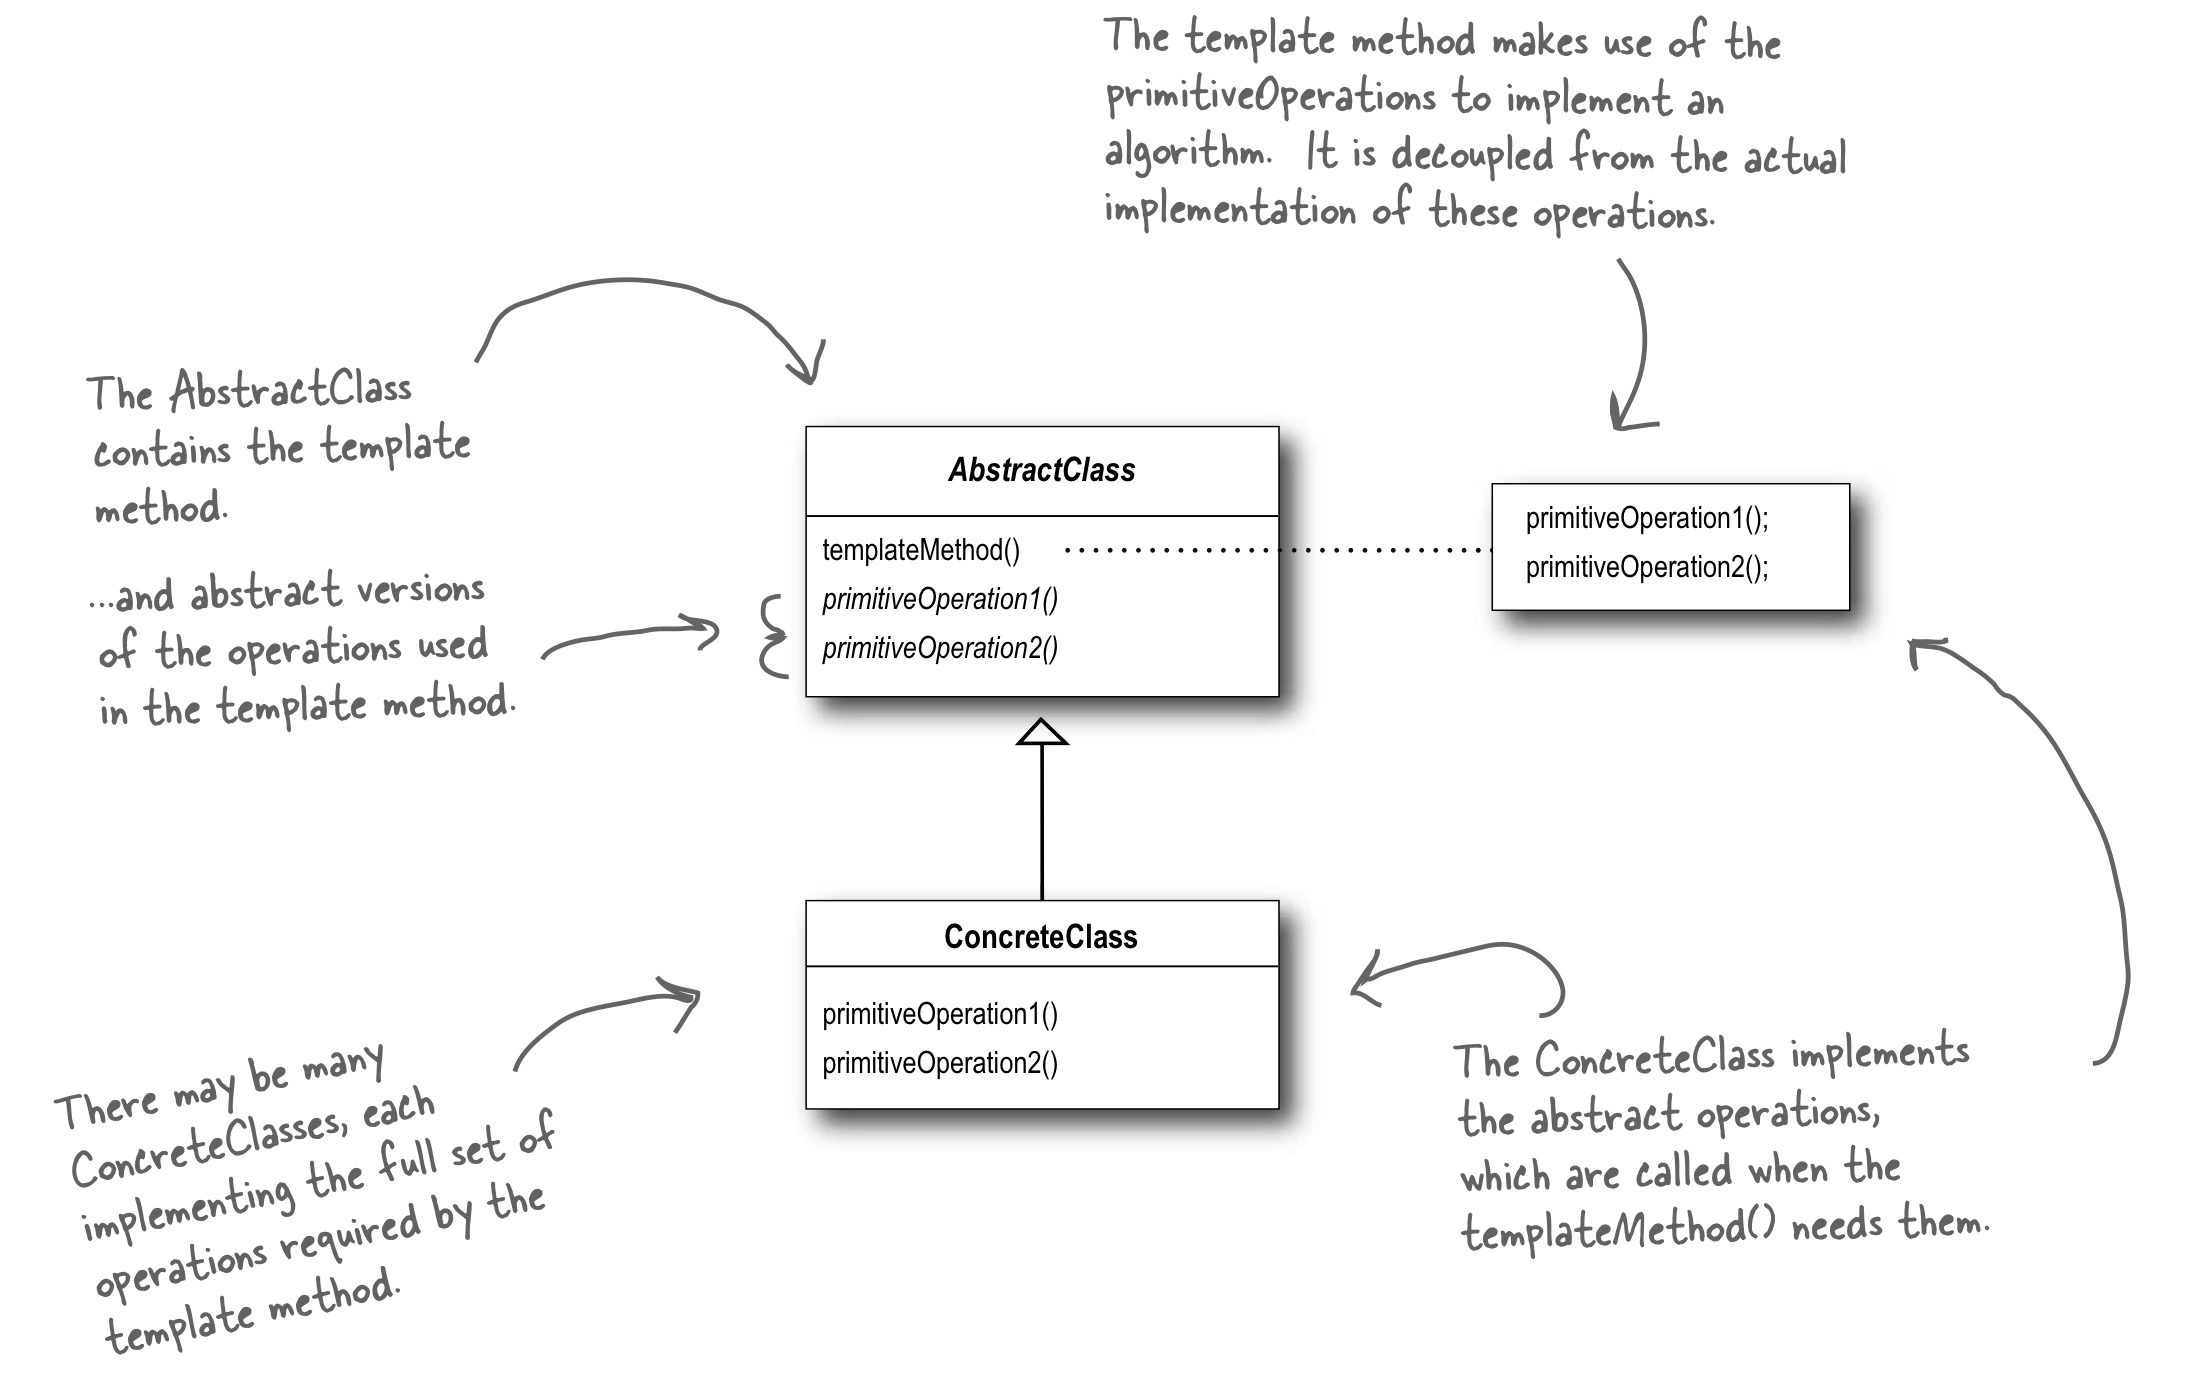 The template method makes use of the
primitiveOperations to implement an
algorithm. It is decoupled from the actual
implementation of these operations.
The AbstractClass
contains the template
method.
...and abstract versions
of the operations used
in the template method.
AbstractClass
templateMethod()
primitiveOperation1()
primitiveOperation2()
primitiveOperation1();
primitiveOperation2();
ConcreteClass
primitiveOperation1()
primitiveOperation2()
There may be many
ConcreteClasses, each
implementing the full set of
operations required by the
template method.
The ConcreteClass implements
the abstract operations,
which are called when the
templateMethod() needs them.